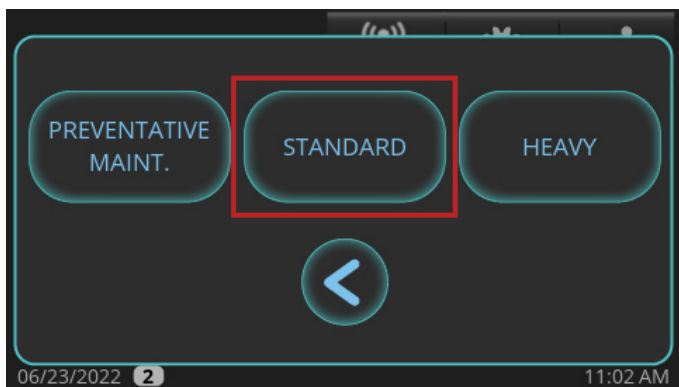 PREVENTATIVE
MAINT.
STANDARD
HEAVY
06/23/2022 2
11:02 AM